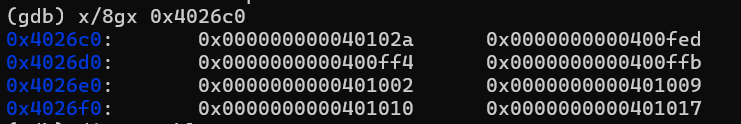 (gdb) x/8gx 0x4026c0
0x4026c0: 0x000000000040102a 0x0000000000400fed
0x4026d0: 0x0000000000400ff4 0x0000000000400ffb
0x4026e0: 0x0000000000401002 0x0000000000401009
0x4026f0: 0x0000000000401010 0x0000000000401017